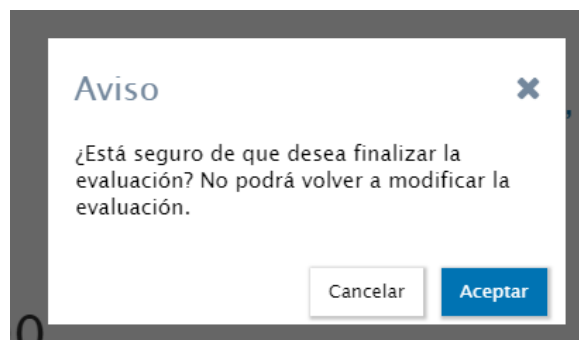 Aviso
¿Está seguro de que desea finalizar la
evaluación? No podrá volver a modificar la
evaluación.
Cancelar Aceptar